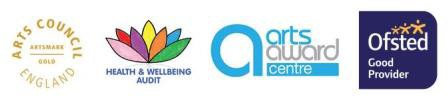 ARTS COUNCIL
ARTSMARK
GOLD
ENGLAND
HEALTH & WELLBEING
AUDIT
arts
award
centre
Ofsted
Good
Provider